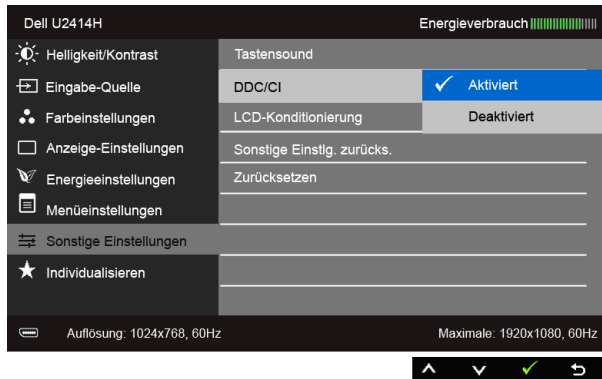 Dell U2414H Energieverbrauch
Helligkeit/Kontrast Tastensound
Eingabe-Quelle DDC/CI Aktiviert
Farbeinstellungen LCD-Konditionierung Deaktiviert
Anzeige-Einstellungen Sonstige Einstlg. zurücks.
Energieeinstellungen Zurücksetzen
Menüeinstellungen
Sonstige Einstellungen
Individualisieren
Auflösung: 1024x768, 60Hz Maximale: 1920x1080, 60Hz